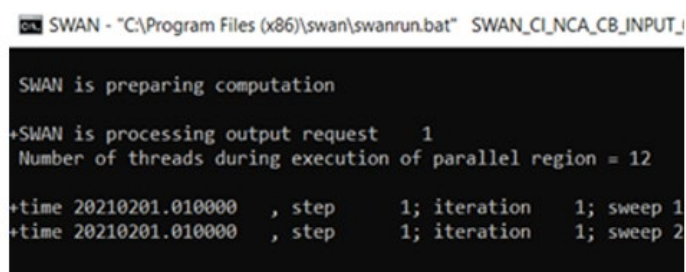 SWAN - "C:\Program Files (x86)\swan\swanrun.bat" SWAN_CI_NCA_CB_INPUT_
SWAN is preparing computation
+SWAN is processing output request 1
Number of threads during execution of parallel region = 12
+time 20210201.010000 , step 1; iteration 1; sweep 1
+time 20210201.010000 , step 1; iteration 1; sweep 2